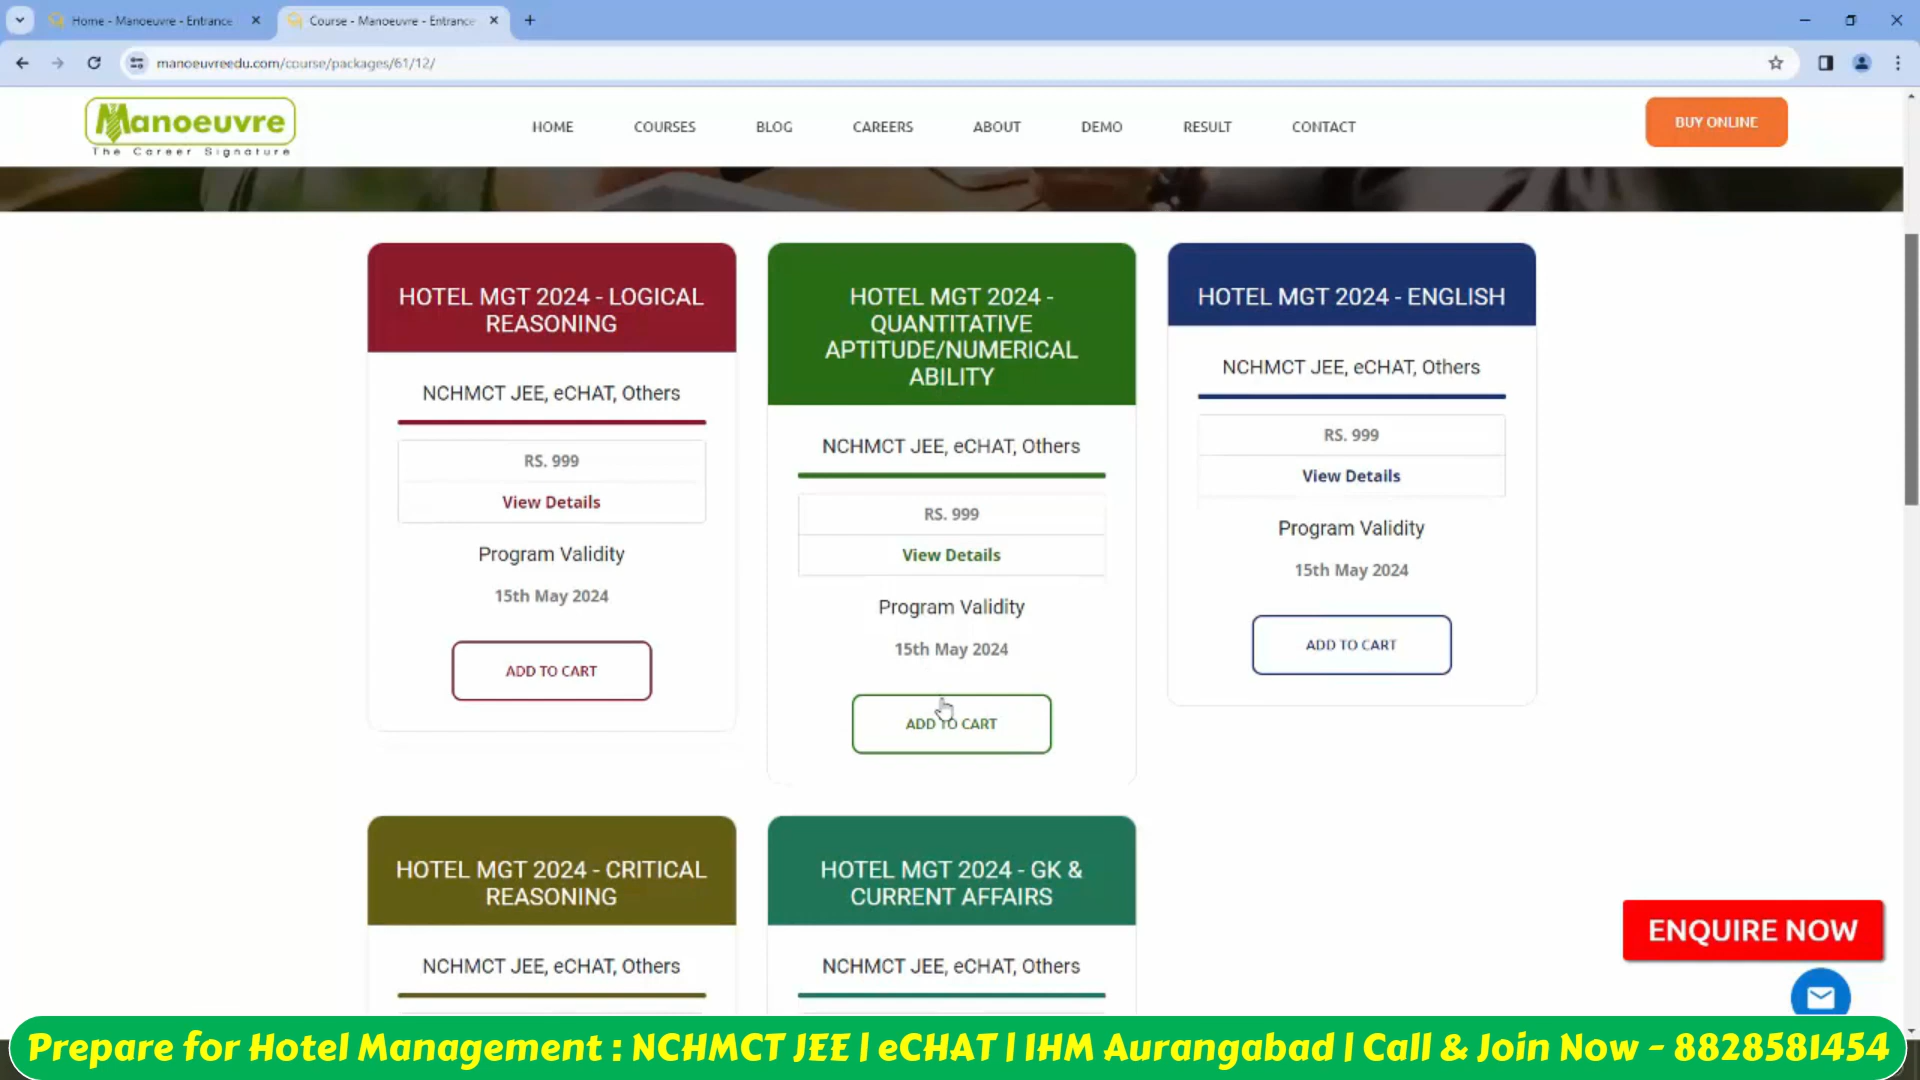 Home - Manoeuvre - Entrance
Course - Manoeuvre - Entrance
manoeuvreedu.com/course/packages/61/12/
Manoeuvre
The Career Signature
HOME
COURSES
BLOG
CAREERS
ABOUT
DEMO
RESULT
CONTACT
BUY ONLINE
HOTEL MGT 2024 - LOGICAL
REASONING
NCHMCT JEE, eCHAT, Others
RS. 999
View Details
Program Validity
15th May 2024
ADD TO CART
HOTEL MGT 2024 -
QUANTITATIVE
APTITUDE/NUMERICAL
ABILITY
NCHMCT JEE, eCHAT, Others
RS. 999
View Details
Program Validity
15th May 2024
ADD TO CART
HOTEL MGT 2024 - ENGLISH
NCHMCT JEE, eCHAT, Others
RS. 999
View Details
Program Validity
15th May 2024
ADD TO CART
HOTEL MGT 2024 - CRITICAL
REASONING
NCHMCT JEE, eCHAT, Others
HOTEL MGT 2024 - GK &
CURRENT AFFAIRS
NCHMCT JEE, eCHAT, Others
ENQUIRE NOW
Prepare for Hotel Management : NCHMCT JEE | eCHAT | IHM Aurangabad | Call & Join Now - 8828581454